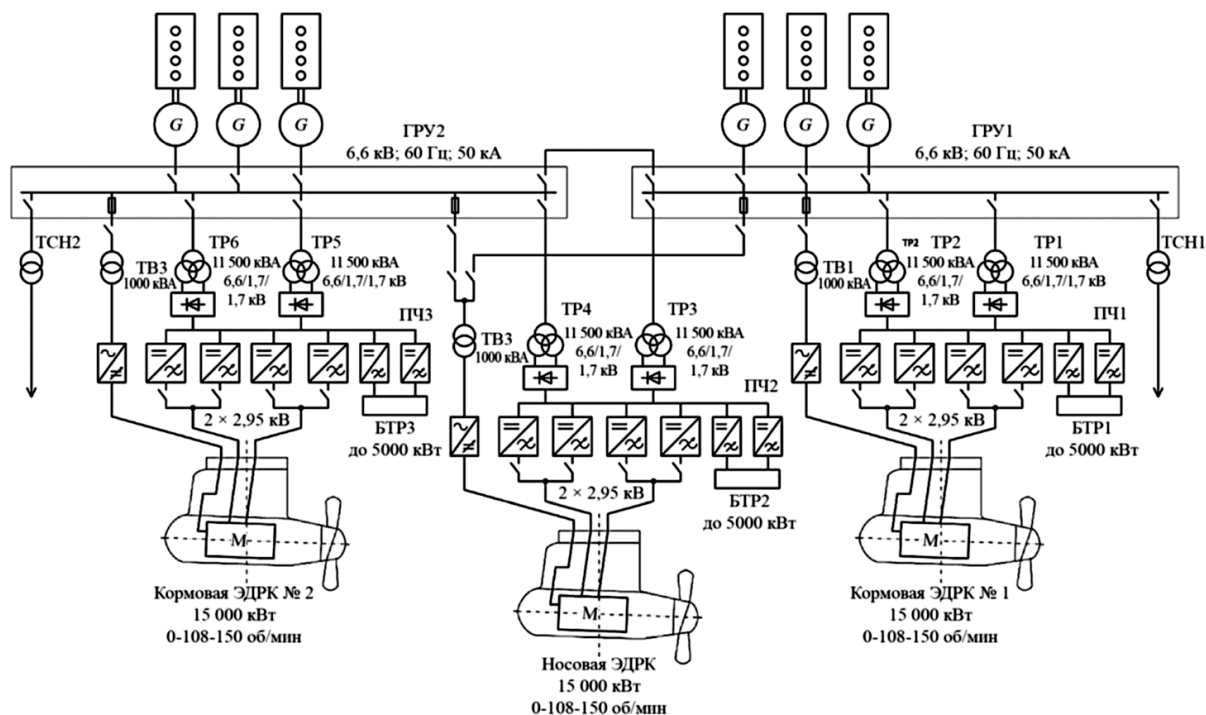 G
G
G
G
G
G
ГРУ2
6,6 кВ; 60 Гц; 50 кА
ГРУ1
6,6 кВ; 60 Гц; 50 кА
ТСН2
ТВ3
1000 кВА
ТР6
11 500 кВА
6,6/1,7/
1,7 кВ
ТР5
11 500 кВА
6,6/1,7/1,7 кВ
ПЧ3
ТВ3
1000 кВА
ТР4
11 500 кВА
6,6/1,7/
1,7 кВ
ТР3
11 500 кВА
6,6/1,7/
1,7 кВ
ПЧ2
ТВ1
1000 кВА
ТР2
ТР2
11 500 кВА
6,6/1,7/
1,7 кВ
ТР1
11 500 кВА
6,6/1,7/1,7 кВ
ПЧ1
ТСН1
2 × 2,95 кВ
БТР3
до 5000 кВт
2 × 2,95 кВ
БТР2
до 5000 кВт
2 × 2,95 кВ
БТР1
до 5000 кВт
М
М
М
Кормовая ЭДРК № 2
15 000 кВт
0-108-150 об/мин
Носовая ЭДРК
15 000 кВт
0-108-150 об/мин
Кормовая ЭДРК № 1
15 000 кВт
0-108-150 об/мин